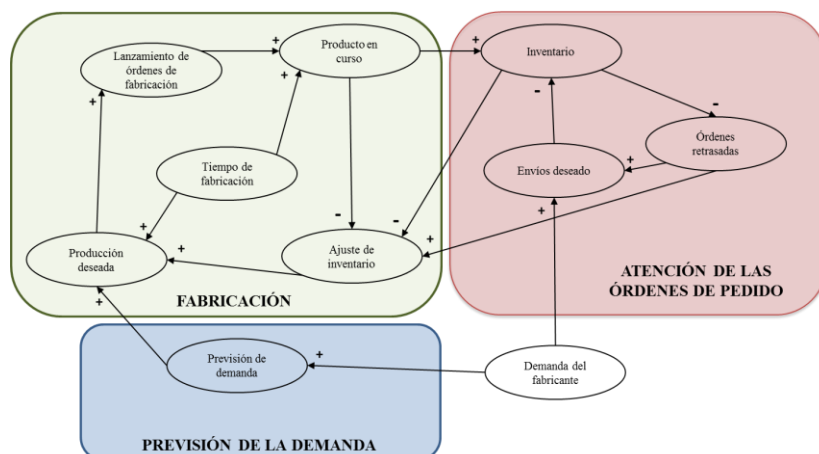 Lanzamiento de
órdenes de
fabricación
+
+
Producto en
curso
+
+
Inventario
-
-
Órdenes
retrasadas
Tiempo de
fabricación
Envíos deseado
+
+
+
-
-
+
Producción
deseada
+
Ajuste de
inventario
+
FABRICACIÓN
ATENCIÓN DE LAS
ÓRDENES DE PEDIDO
Previsión de
demanda
+
Demanda del
fabricante
PREVISIÓN DE LA DEMANDA